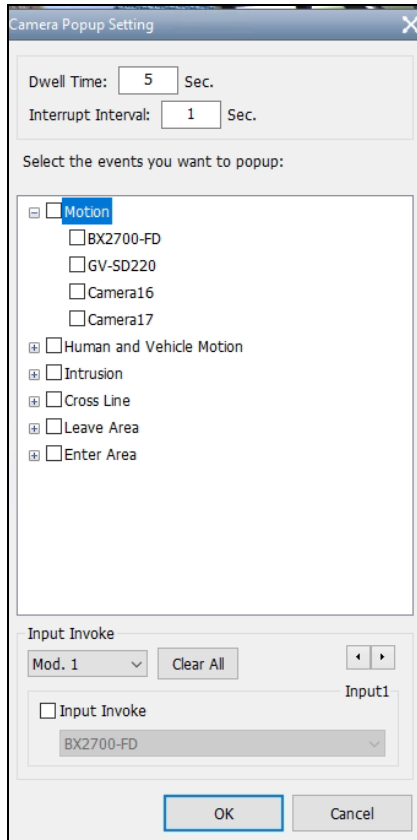 Camera Popup Setting
Dwell Time: 5 Sec.
Interrupt Interval: 1 Sec.
Select the events you want to popup:
Motion
BX2700-FD
GV-SD220
Camera16
Camera17
Human and Vehicle Motion
Intrusion
Cross Line
Leave Area
Enter Area
Input Invoke
Mod. 1 Clear All
Input1
Input Invoke
BX2700-FD
OK Cancel